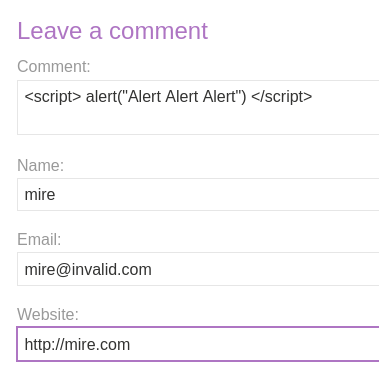 Leave a comment
Comment:
<script> alert("Alert Alert Alert") </script>
Name:
mire
Email:
mire@invalid.com
Website:
http://mire.com